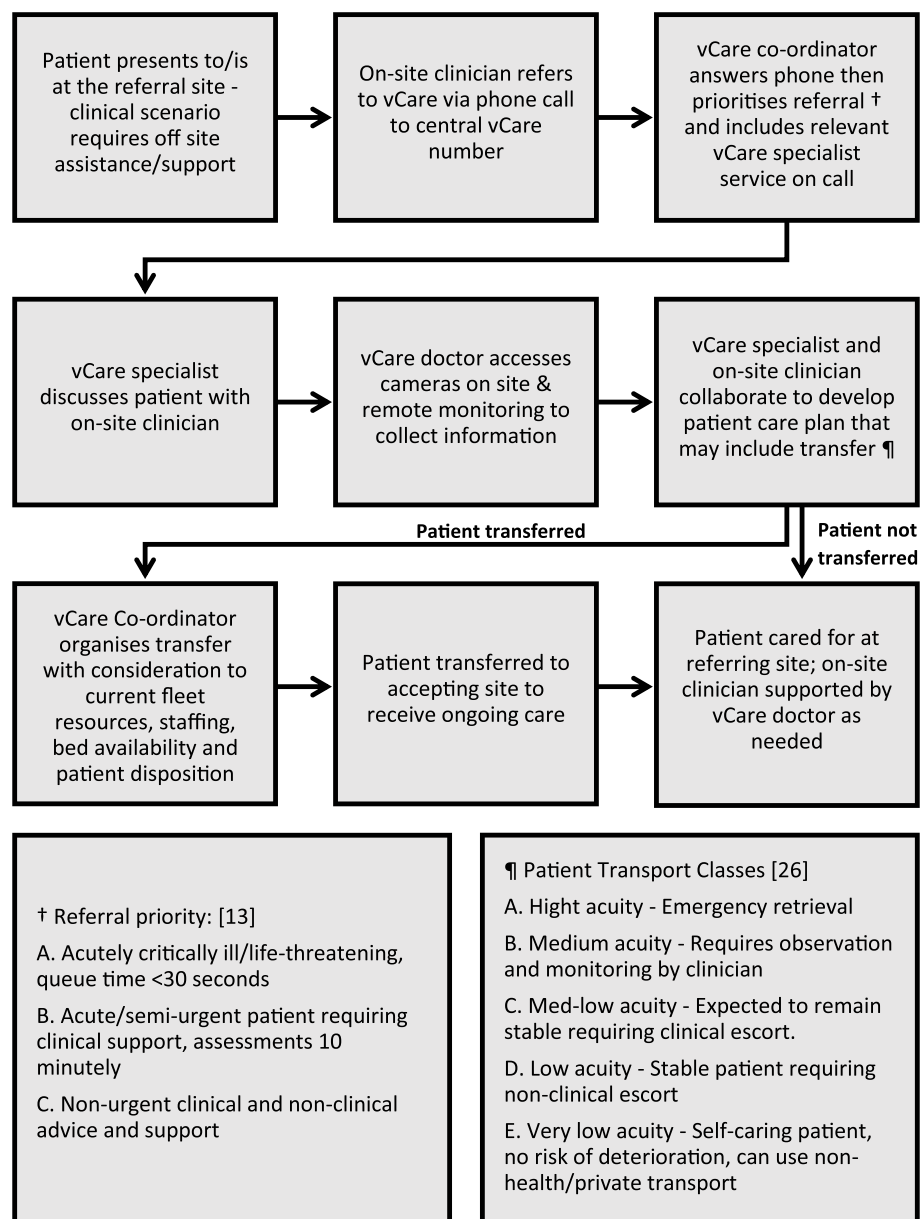 Patient presents to/is
at the referral site -
clinical scenario
requires off site
assistance/support
On-site clinician refers
to vCare via phone call
to central vCare
number
vCare co-ordinator
answers phone then
prioritises referral †
and includes relevant
vCare specialist
service on call
vCare specialist
discusses patient with
on-site clinician
vCare doctor accesses
cameras on site &
remote monitoring to
collect information
vCare specialist and
on-site clinician
collaborate to develop
patient care plan that
may include transfer ¶
Patient transferred
Patient not
transferred
vCare Co-ordinator
organises transfer
with consideration to
current fleet
resources, staffing,
bed availability and
patient disposition
Patient transferred to
accepting site to
receive ongoing care
Patient cared for at
referring site; on-site
clinician supported by
vCare doctor as
needed
† Referral priority: [13]
A. Acutely critically ill/life-threatening,
queue time <30 seconds
B. Acute/semi-urgent patient requiring
clinical support, assessments 10
minutely
C. Non-urgent clinical and non-clinical
advice and support
¶ Patient Transport Classes [26]
A. Hight acuity - Emergency retrieval
B. Medium acuity - Requires observation
and monitoring by clinician
C. Med-low acuity - Expected to remain
stable requiring clinical escort.
D. Low acuity - Stable patient requiring
non-clinical escort
E. Very low acuity - Self-caring patient,
no risk of deterioration, can use non-
health/private transport